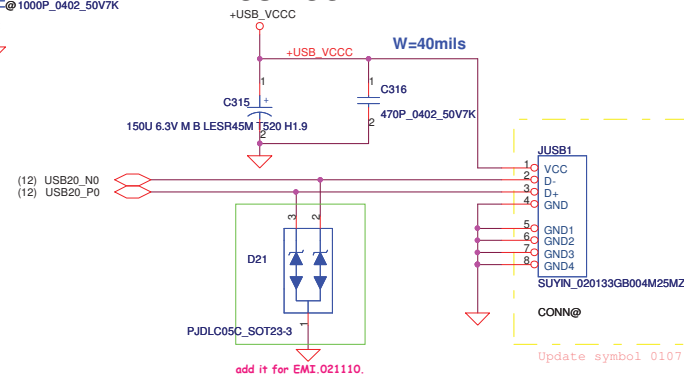 @1000P_0402_50V7K
+USB_VCCC
+USB_VCCC
W=40mils
1
C315
+
2
150U 6.3V M B LESR45M T520 H1.9
1
C316
2
470P_0402_50V7K
JUSB1
1 VCC
2 D-
3 D+
4 GND
5 GND1
6 GND2
7 GND3
8 GND4
SUYIN_020133GB004M25MZ
CONN@
Update symbol 0107
(12) USB20_N0
(12) USB20_P0
3
2
D21
1
PJDLC05C_SOT23-3
add it for EMI.021110.